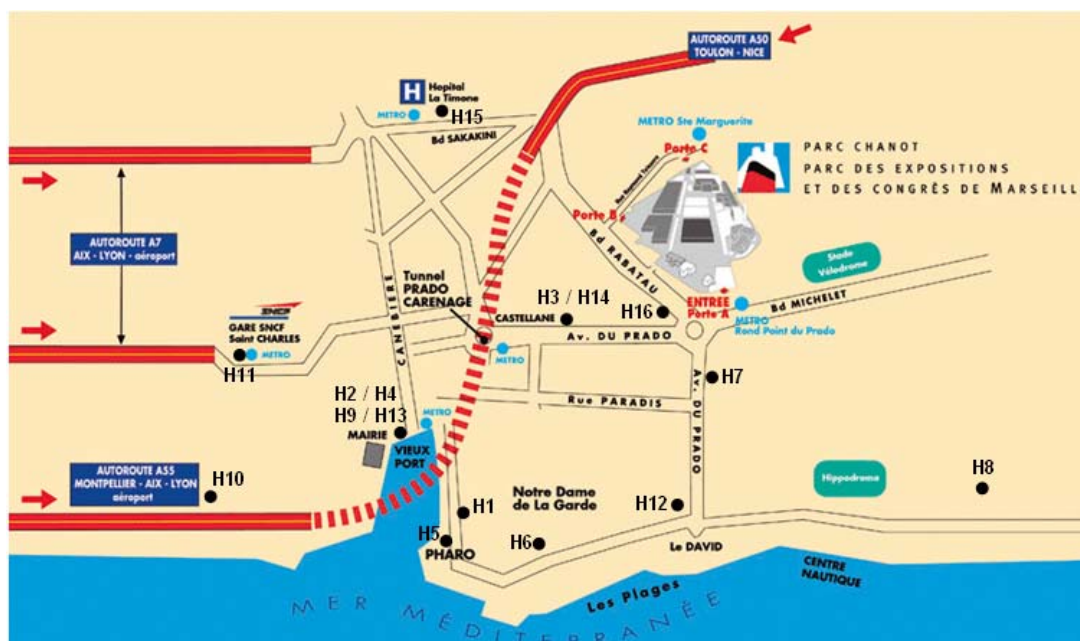 AUTOROUTE A50
TOULON - NICE
H
Hopital
La Timone
METRO
H15
Bd SAKAKINI
METRO Ste Marguerite
Porte C
PARC CHANOT
PARC DES EXPOSITIONS
ET DES CONGRÈS DE MARSEILL
Porte B
Bd RABATAU
AUTOROUTE A7
AIX - LYON - aéroport
Stade
Vélodrome
Tunnel
PRADO
CARENAGE
CANEBIÈRE
H3 / H14
CASTELLANE
H16
ENTREE
Porte A
Bd MICHELET
METRO
Rond Point du Prado
SNCF
GARE SNCF
Saint CHARLES
METRO
H11
Av. DU PRADO
METRO
H7
Av. DU PRADO
H2 / H4
H9 / H13
Rue PARADIS
METRO
MAIRIE
VIEUX
PORT
AUTOROUTE A55
MONTPELLIER - AIX - LYON
aéroport
H10
Hippodrome
H8
Notre Dame
de La Garde
H1
H12
H5
PHARO
H6
Le DAVID
CENTRE
NAUTIQUE
Les Plages
MER MÉDITERRANÉE